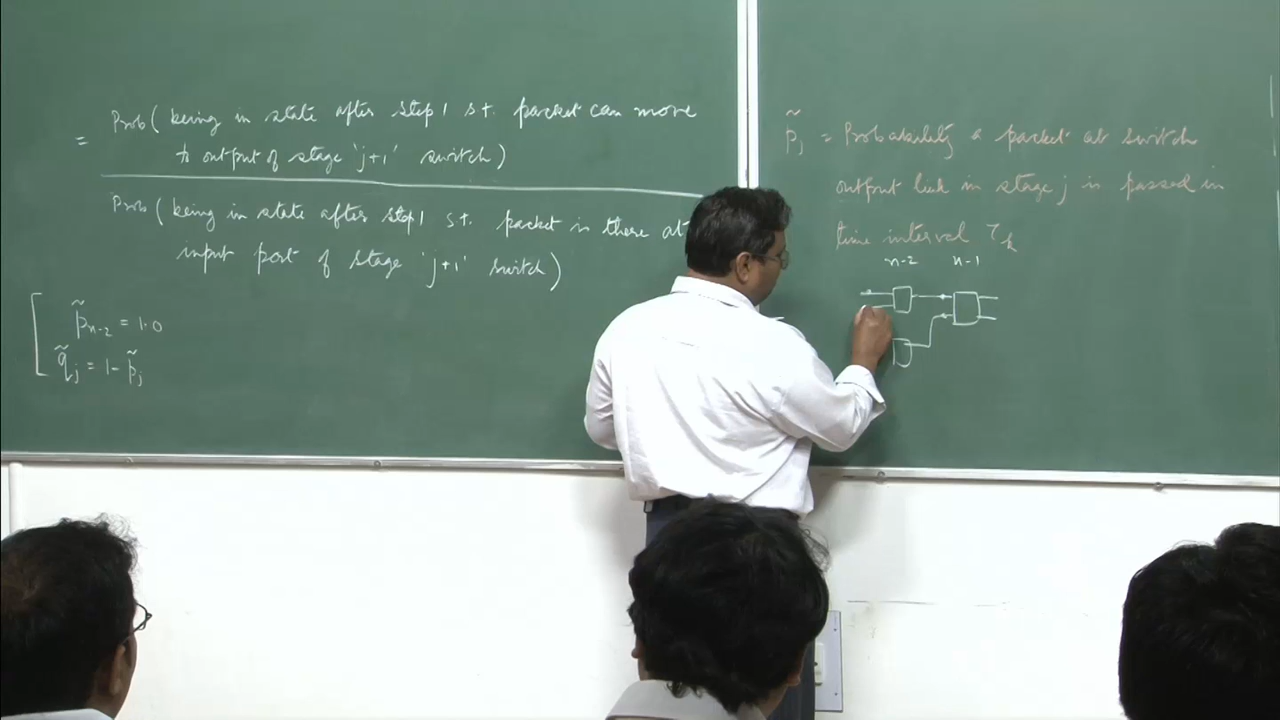 = Prob ( being in state after step 1 s.t. packet can move
to output of stage 'j+1' switch )
Prob ( being in state after step 1 s.t. packet is there at
input port of stage 'j+1' switch )
p̃ₙ₋₂ = 1.0
q̃ⱼ = 1 - p̃ⱼ
p̃ⱼ = Probability a packet at switch
output link in stage j is passed in
time interval τₖ
n-2 n-1